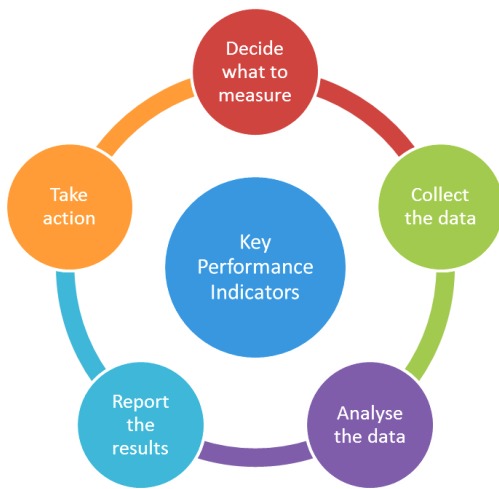 Decide
what to
measure
Collect
the data
Analyse
the data
Report
the
results
Take
action
Key
Performance
Indicators